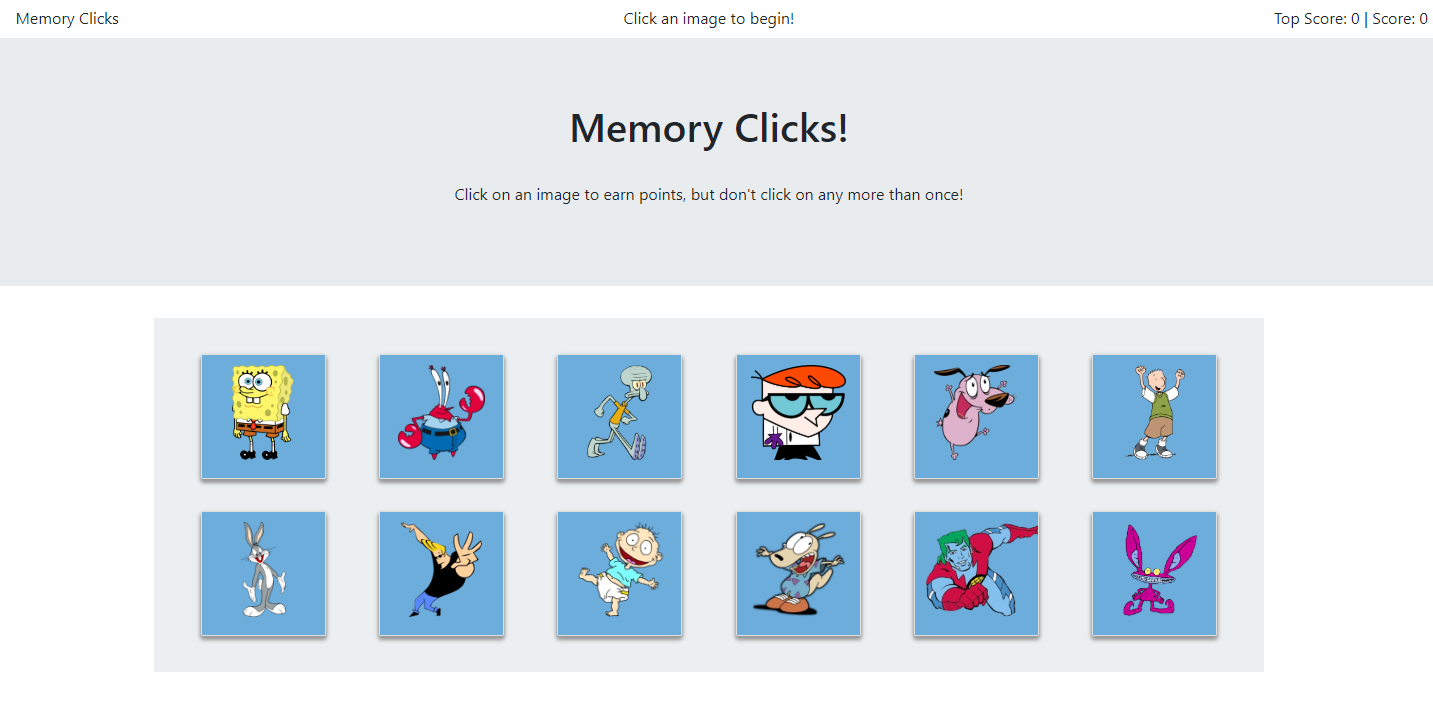 Memory Clicks
Click an image to begin!
Top Score: 0 | Score: 0
Memory Clicks!
Click on an image to earn points, but don't click on any more than once!